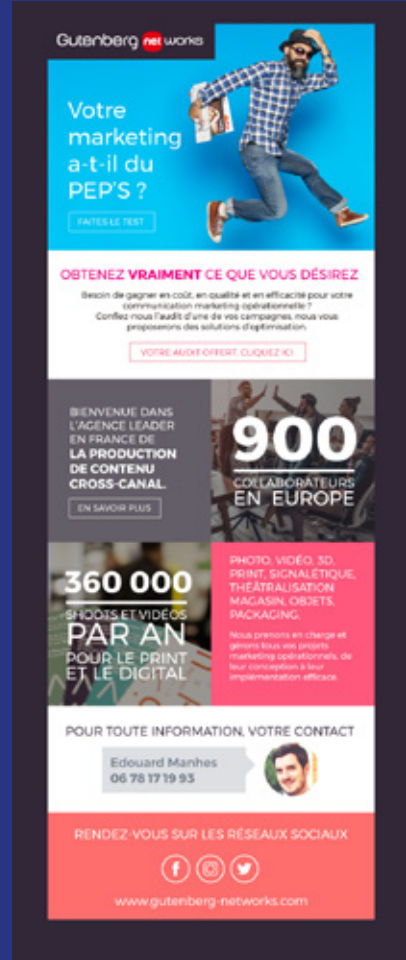 Gutenberg net works
Votre
marketing
a-t-il du
PEP'S ?
FAITES LE TEST
OBTENEZ VRAIMENT CE QUE VOUS DÉSIREZ
Besoin de gagner en coût, en qualité et en efficacité pour votre
communication marketing opérationnelle ?
Confiez-nous l'audit d'une de vos campagnes, nous vous
proposerons des solutions d'optimisation.
VOTRE AUDIT OFFERT, CLIQUEZ ICI
BIENVENUE DANS
L'AGENCE LEADER
EN FRANCE DE
LA PRODUCTION
DE CONTENU
CROSS-CANAL.
EN SAVOIR PLUS
900
COLLABORATEURS
EN EUROPE
360 000
SHOOTS ET VIDÉOS
PAR AN
POUR LE PRINT
ET LE DIGITAL
PHOTO, VIDÉO, 3D,
PRINT, SIGNALÉTIQUE,
THÉÂTRALISATION
MAGASIN, OBJETS,
PACKAGING.
Nous prenons en charge et
gérons tous vos projets
marketing opérationnels, de
leur conception à leur
implémentation efficace.
POUR TOUTE INFORMATION, VOTRE CONTACT
Edouard Manhes
06 78 17 19 93
RENDEZ-VOUS SUR LES RÉSEAUX SOCIAUX
www.gutenberg-networks.com